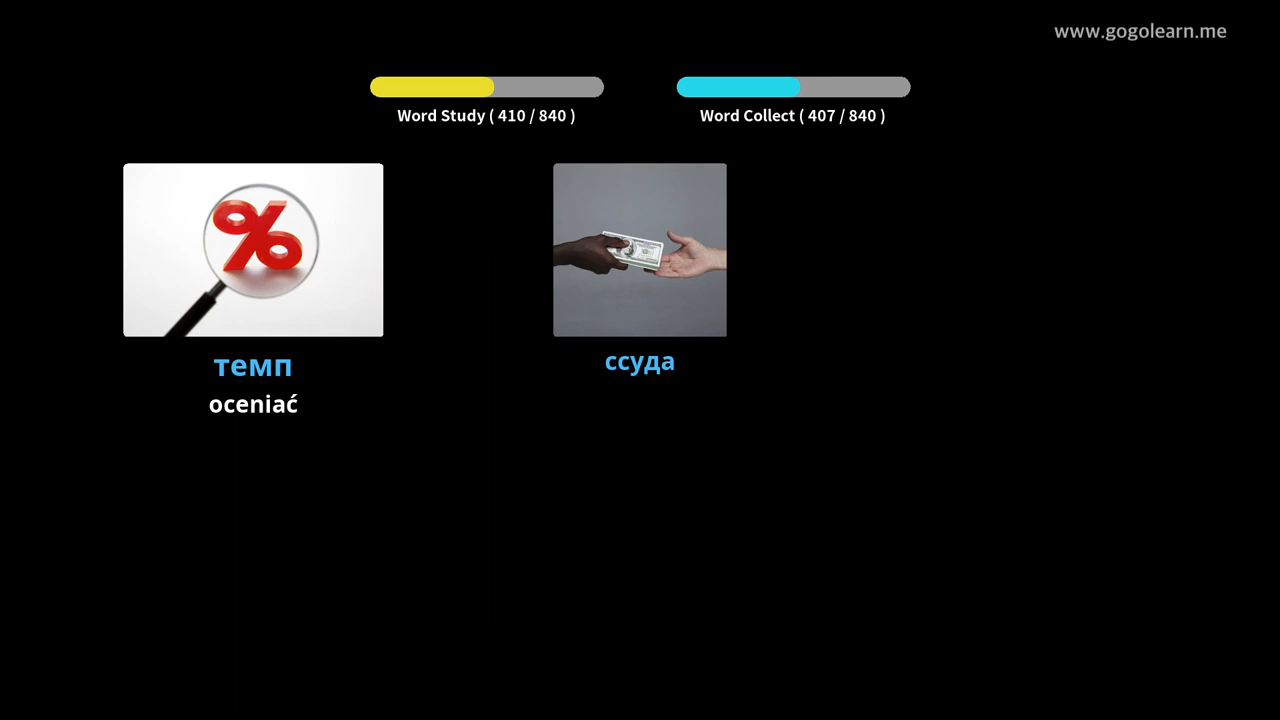 www.gogolearn.me
Word Study ( 410 / 840 )
Word Collect ( 407 / 840 )
%
темп
oceniać
ссуда